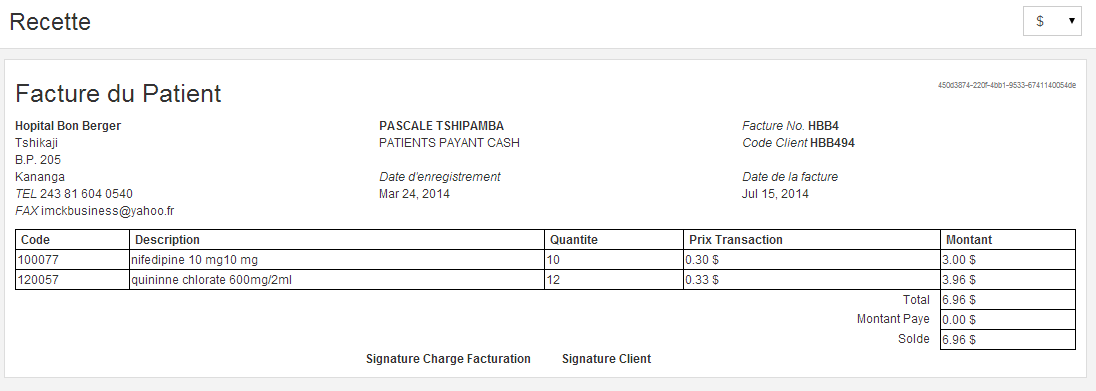 Recette
$
Facture du Patient
450d3874-220f-4bb1-9533-6741140054de
Hopital Bon Berger
Tshikaji
B.P. 205
Kananga
TEL 243 81 604 0540
FAX imckbusiness@yahoo.fr
PASCALE TSHIPAMBA
PATIENTS PAYANT CASH
Date d'enregistrement
Mar 24, 2014
Facture No. HBB4
Code Client HBB494
Date de la facture
Jul 15, 2014
Code Description Quantite Prix Transaction Montant
100077 nifedipine 10 mg10 mg 10 0.30 $ 3.00 $
120057 quininne chlorate 600mg/2ml 12 0.33 $ 3.96 $
Total 6.96 $
Montant Paye 0.00 $
Solde 6.96 $
Signature Charge Facturation Signature Client